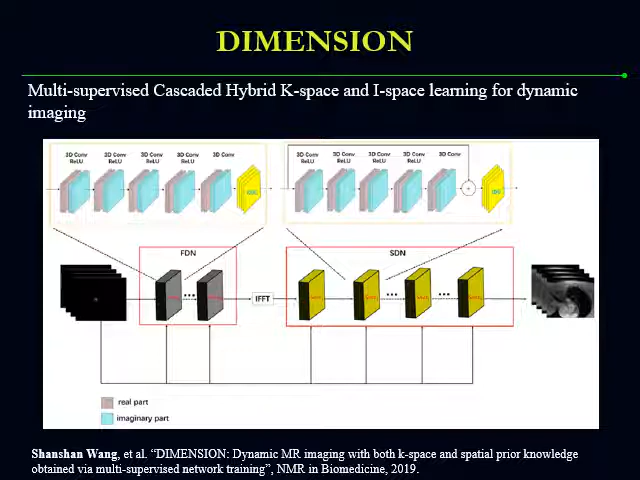 DIMENSION
Multi-supervised Cascaded Hybrid K-space and I-space learning for dynamic
imaging
3D Conv 3D Conv 3D Conv 3D Conv 3D Conv
ReLU ReLU ReLU ReLU
3D Conv 3D Conv 3D Conv 3D Conv 3D Conv
ReLU ReLU ReLU ReLU
FDN
SDN
IFFT
real part
imaginary part
Shanshan Wang, et al. “DIMENSION: Dynamic MR imaging with both k-space and spatial prior knowledge
obtained via multi-supervised network training”, NMR in Biomedicine, 2019.